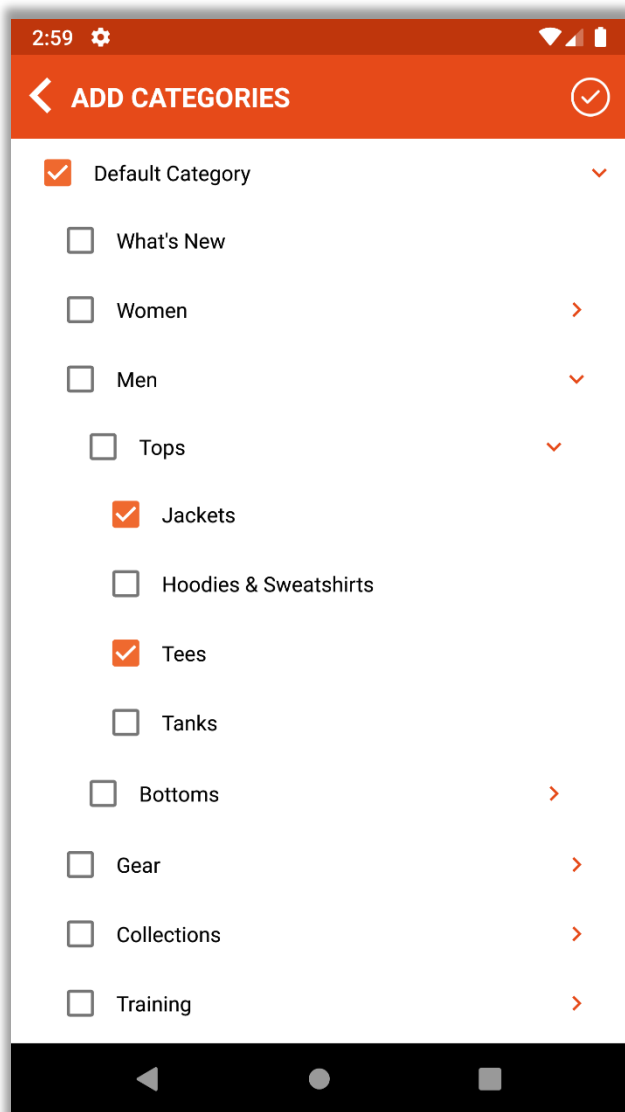 2:59
ADD CATEGORIES
Default Category
What's New
Women
Men
Tops
Jackets
Hoodies & Sweatshirts
Tees
Tanks
Bottoms
Gear
Collections
Training